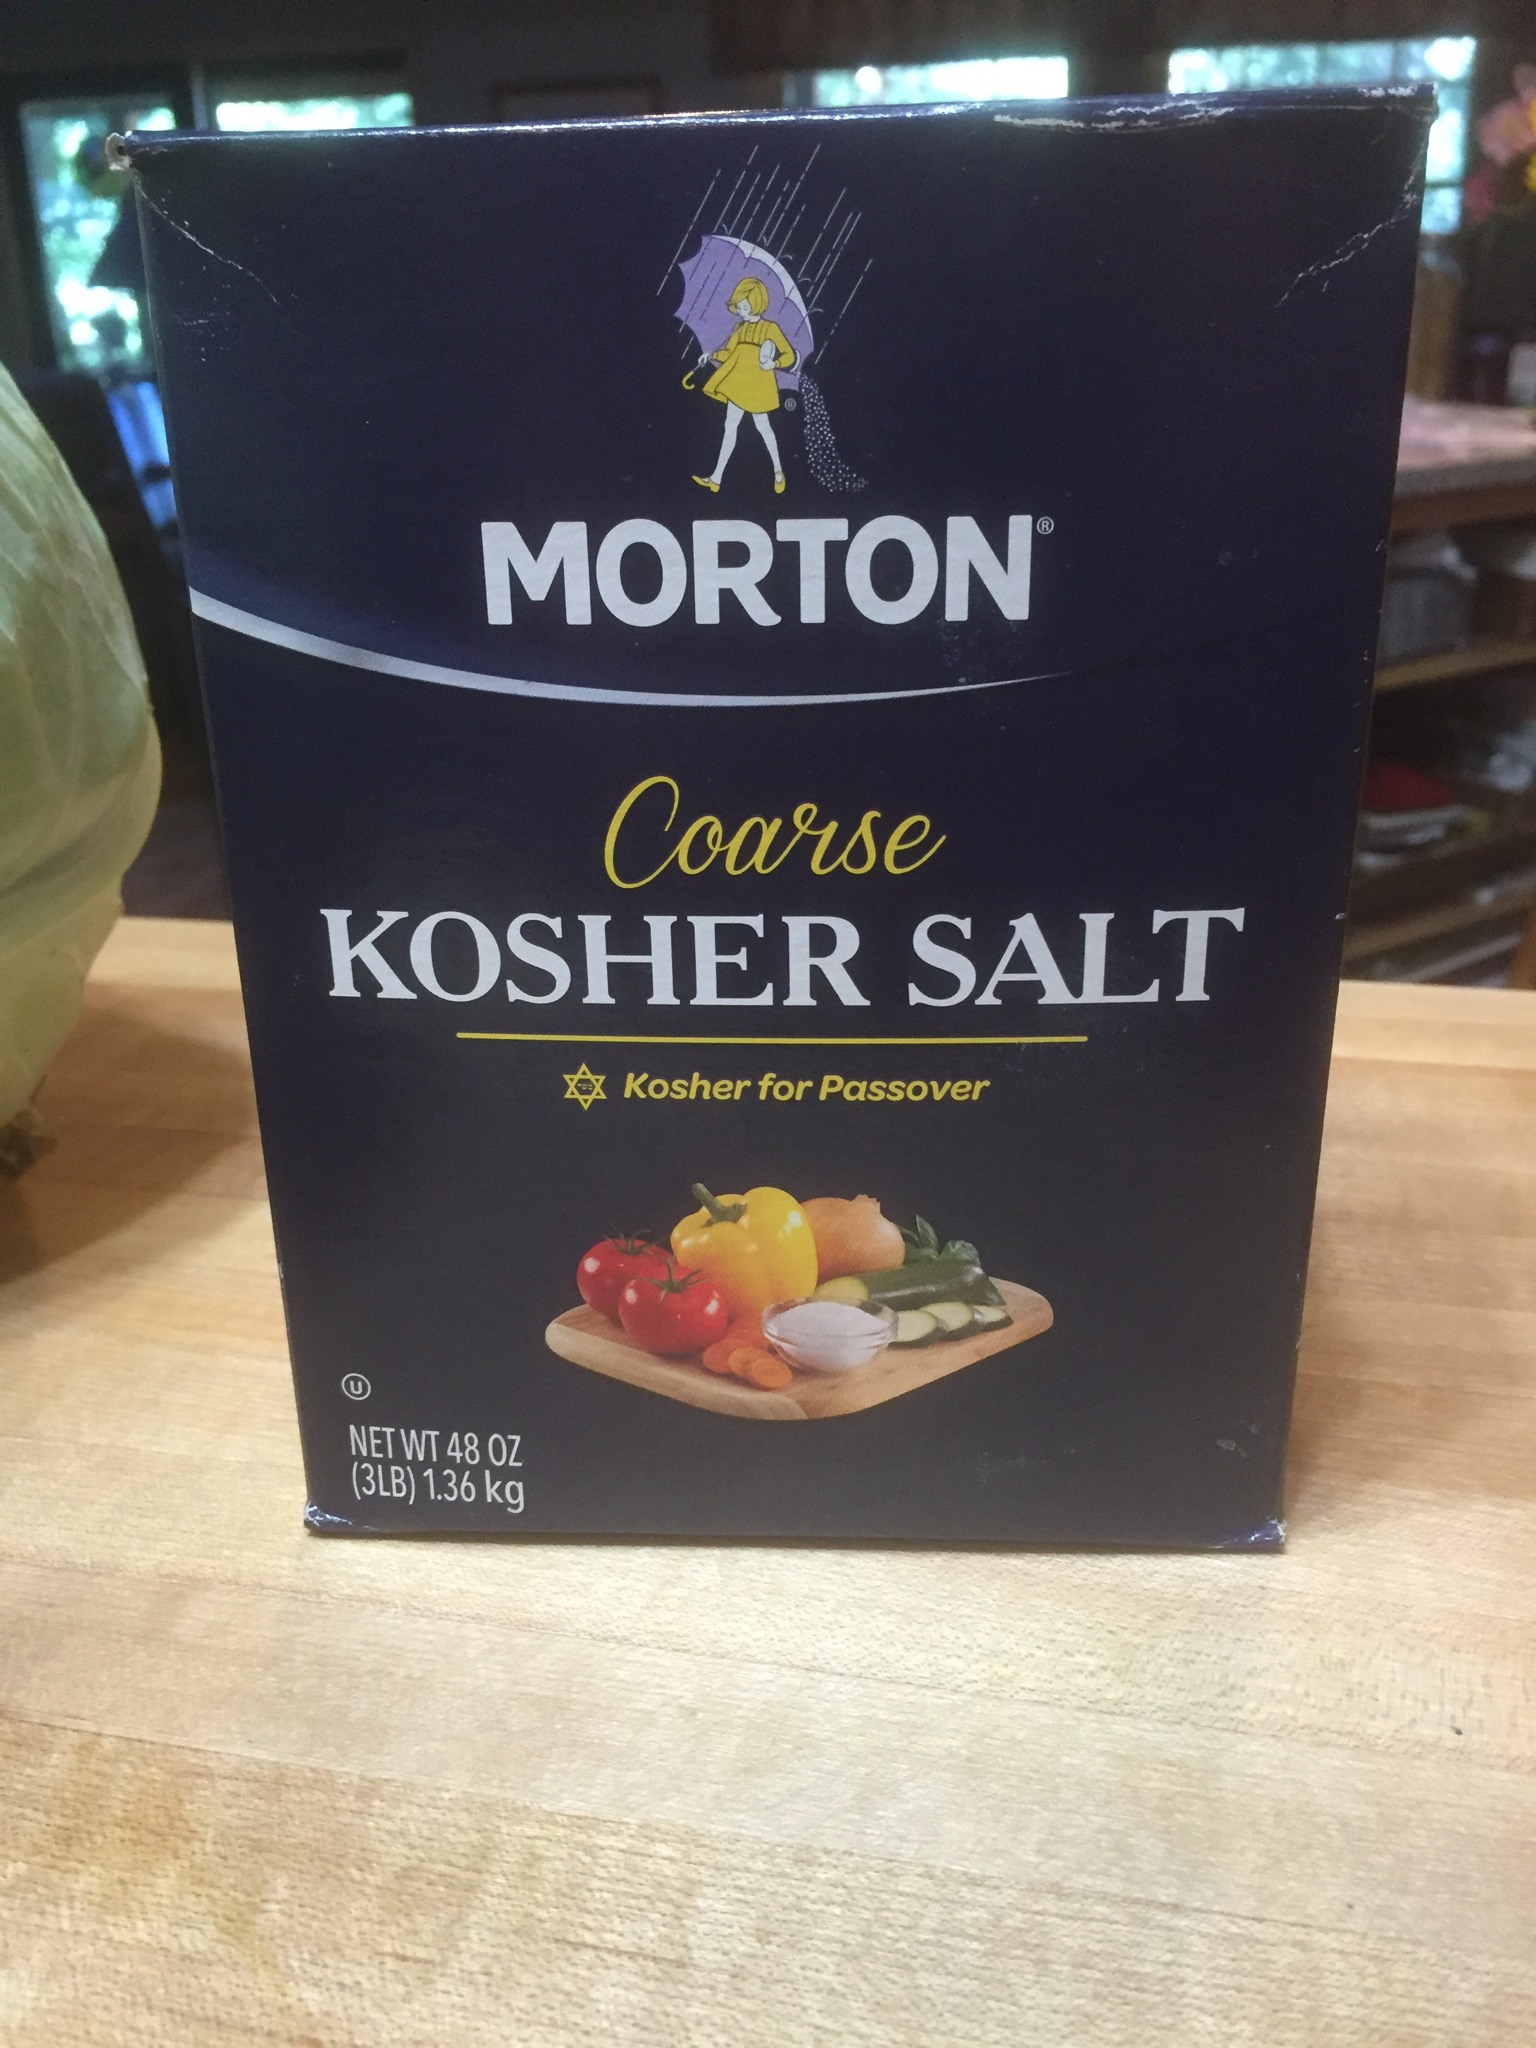 MORTON®
Coarse
KOSHER SALT
Kosher for Passover
U
NET WT 48 OZ
(3LB) 1.36 kg